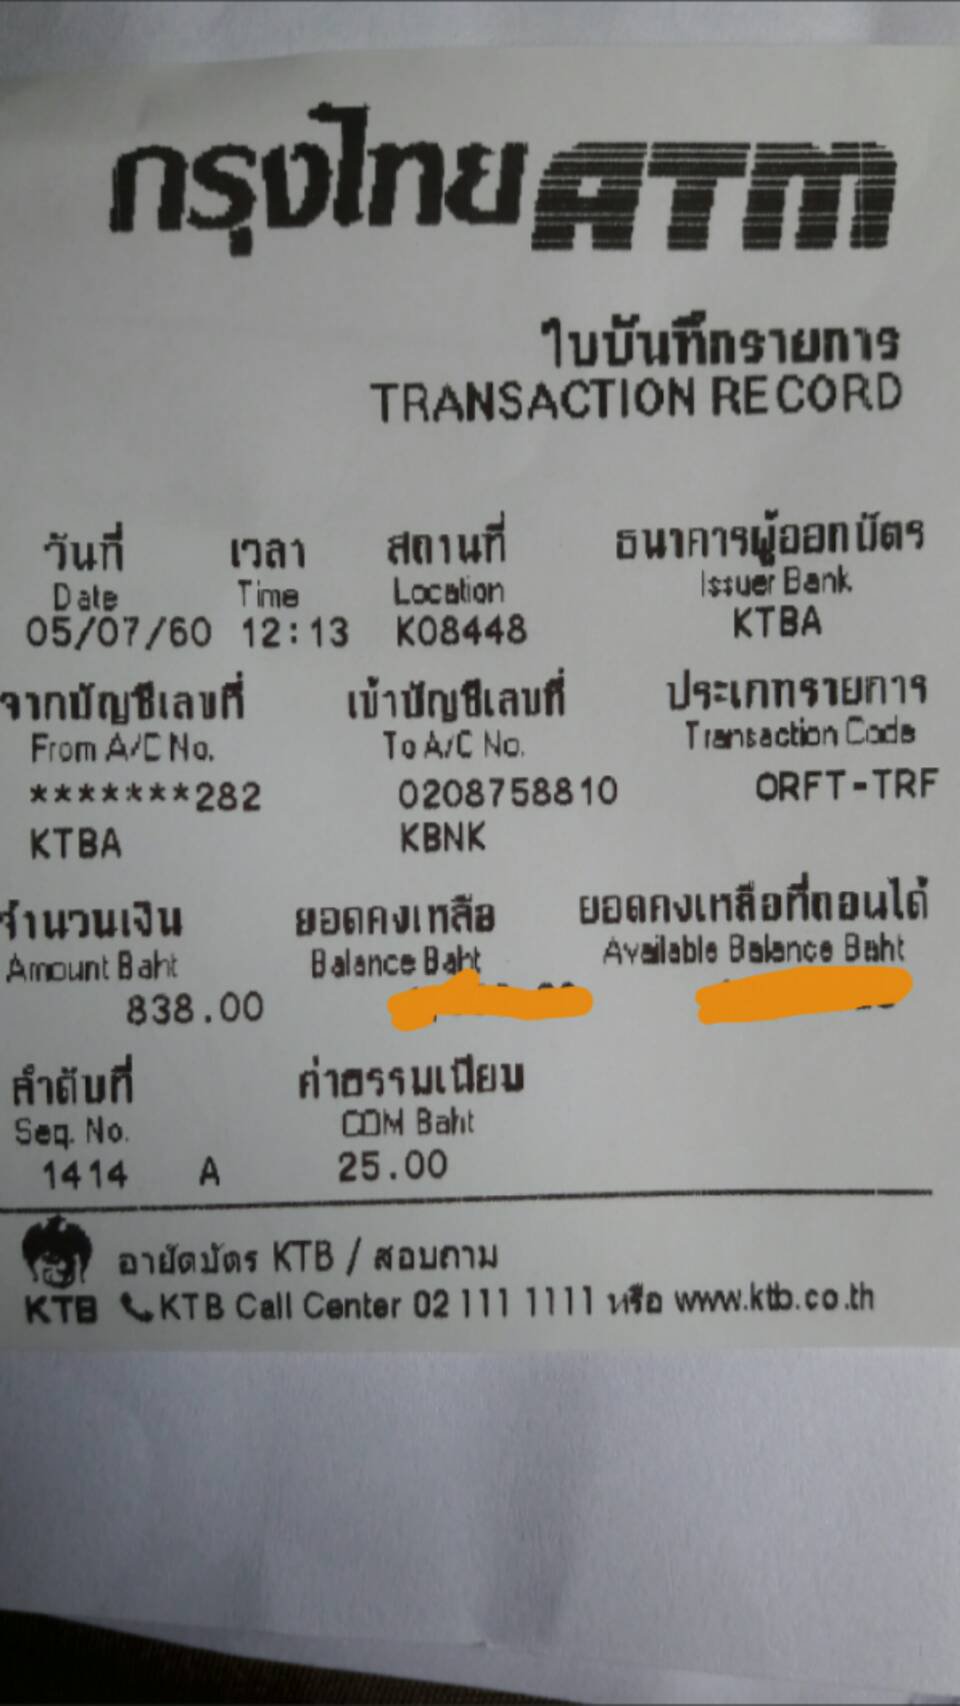 กรุงไทย ATM
ใบบันทึกรายการ
TRANSACTION RECORD
วันที่ เวลา สถานที่ ธนาคารผู้ออกบัตร
Date Time Location Issuer Bank
05/07/60 12:13 K08448 KTBA
จากบัญชีเลขที่ เข้าบัญชีเลขที่ ประเภทรายการ
From A/C No. To A/C No. Transaction Code
*******282 0208758810 ORFT-TRF
KTBA KBNK
จำนวนเงิน ยอดคงเหลือ ยอดคงเหลือที่ถอนได้
Amount Baht Balance Baht Available Balance Baht
838.00
ลำดับที่ ค่าธรรมเนียม
Seq. No. COM Baht
1414 A 25.00
อายัดบัตร KTB / สอบถาม
KTB KTB Call Center 02 111 1111 หรือ www.ktb.co.th